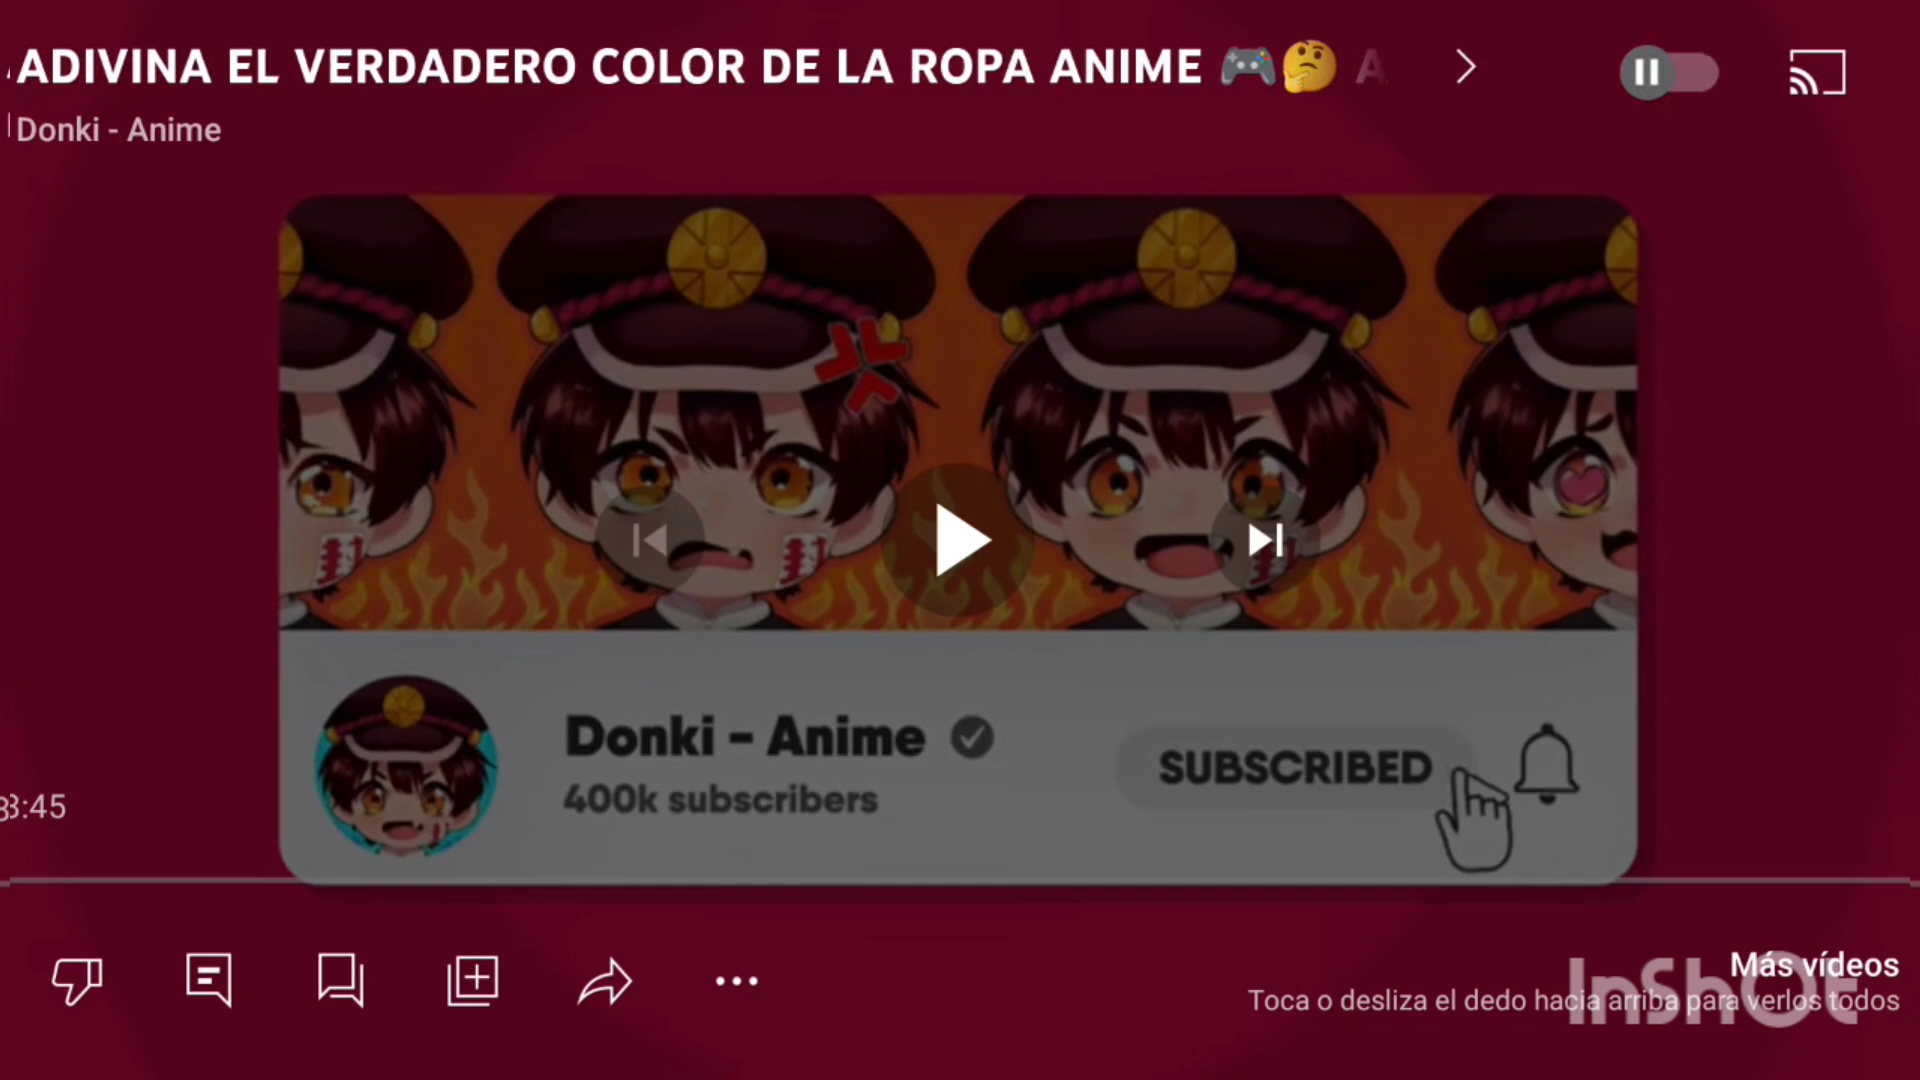 ADIVINA EL VERDADERO COLOR DE LA ROPA ANIME 🎮🤔 A
Donki - Anime
Donki - Anime
400k subscribers
SUBSCRIBED
3:45
Más vídeos
Toca o desliza el dedo hacia arriba para verlos todos
InShOt